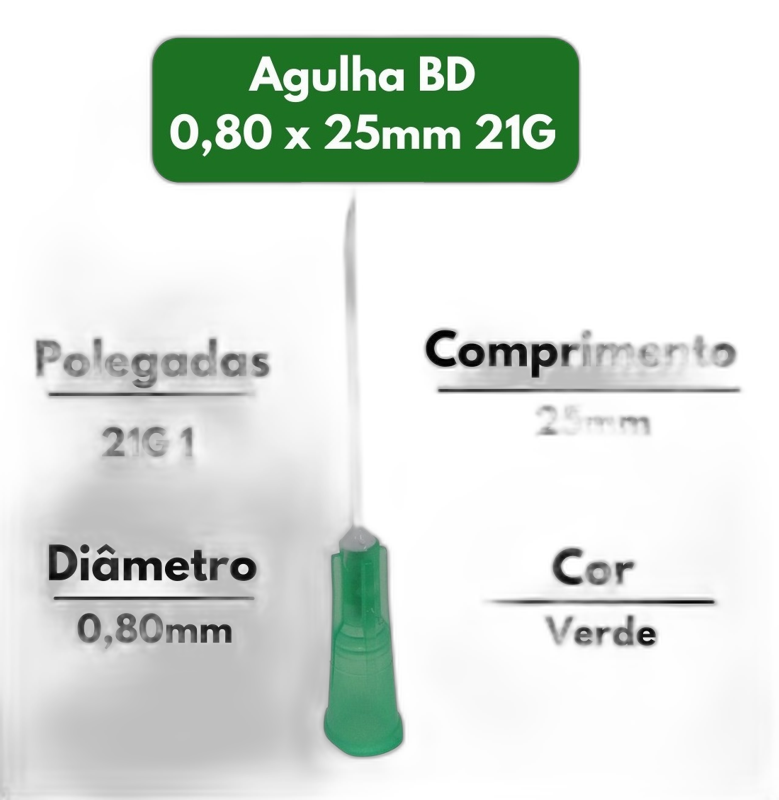 Agulha BD
0,80 x 25mm 21G
Polegadas
21G 1
Comprimento
25mm
Diâmetro
0,80mm
Cor
Verde